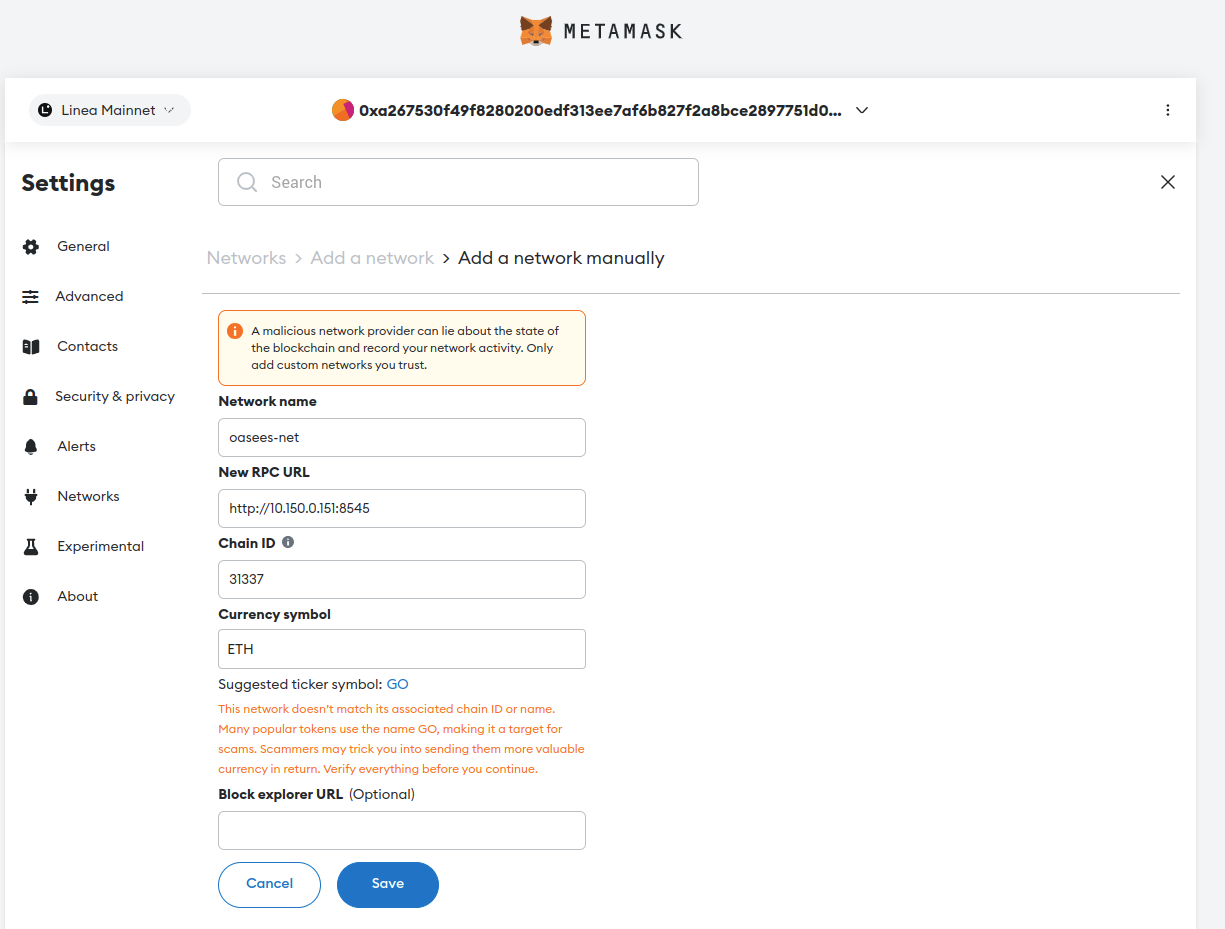 METAMASK
Linea Mainnet
0xa267530f49f8280200edf313ee7af6b827f2a8bce2897751d0...
Settings
Search
General
Advanced
Contacts
Security & privacy
Alerts
Networks
Experimental
About
Networks > Add a network > Add a network manually
A malicious network provider can lie about the state of
the blockchain and record your network activity. Only
add custom networks you trust.
Network name
oasees-net
New RPC URL
http://10.150.0.151:8545
Chain ID
31337
Currency symbol
ETH
Suggested ticker symbol: GO
This network doesn't match its associated chain ID or name.
Many popular tokens use the name GO, making it a target for
scams. Scammers may trick you into sending them more valuable
currency in return. Verify everything before you continue.
Block explorer URL (Optional)
Cancel
Save